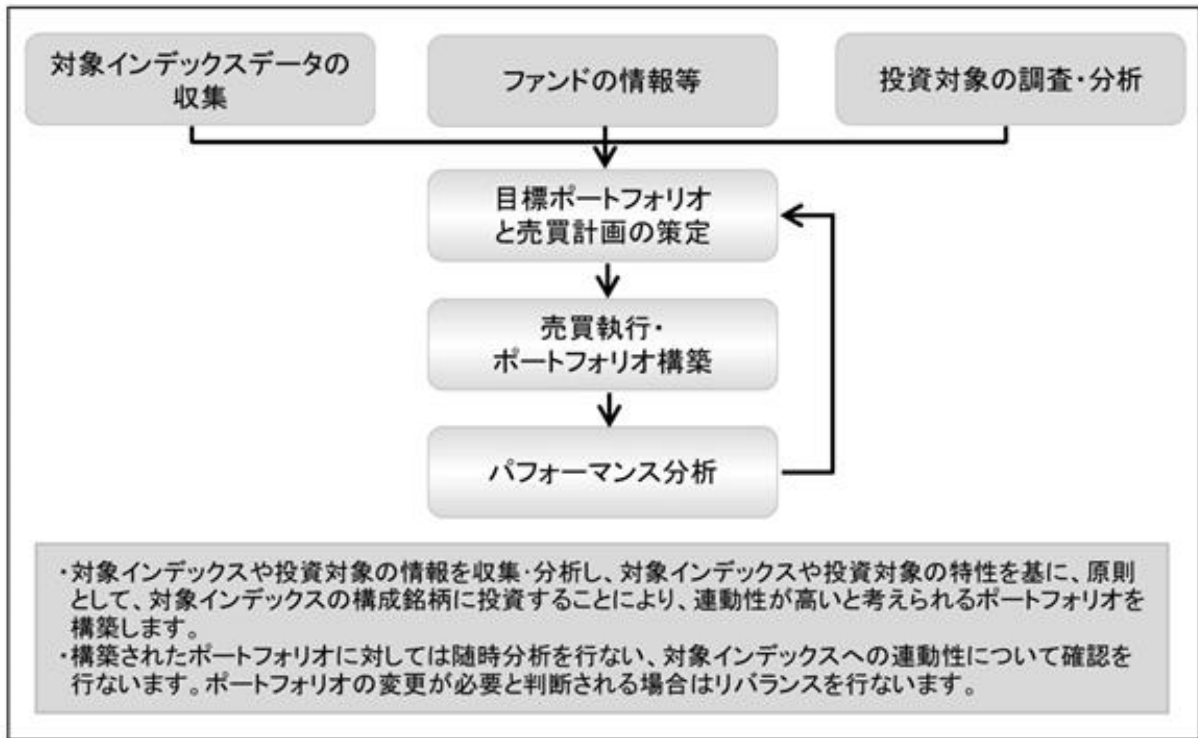 対象インデックスデータの
収集
ファンドの情報等
投資対象の調査・分析
目標ポートフォリオ
と売買計画の策定
売買執行・
ポートフォリオ構築
パフォーマンス分析
・対象インデックスや投資対象の情報を収集・分析し、対象インデックスや投資対象の特性を基に、原則
として、対象インデックスの構成銘柄に投資することにより、連動性が高いと考えられるポートフォリオを
構築します。
・構築されたポートフォリオに対しては随時分析を行ない、対象インデックスへの連動性について確認を
行ないます。ポートフォリオの変更が必要と判断される場合はリバランスを行ないます。